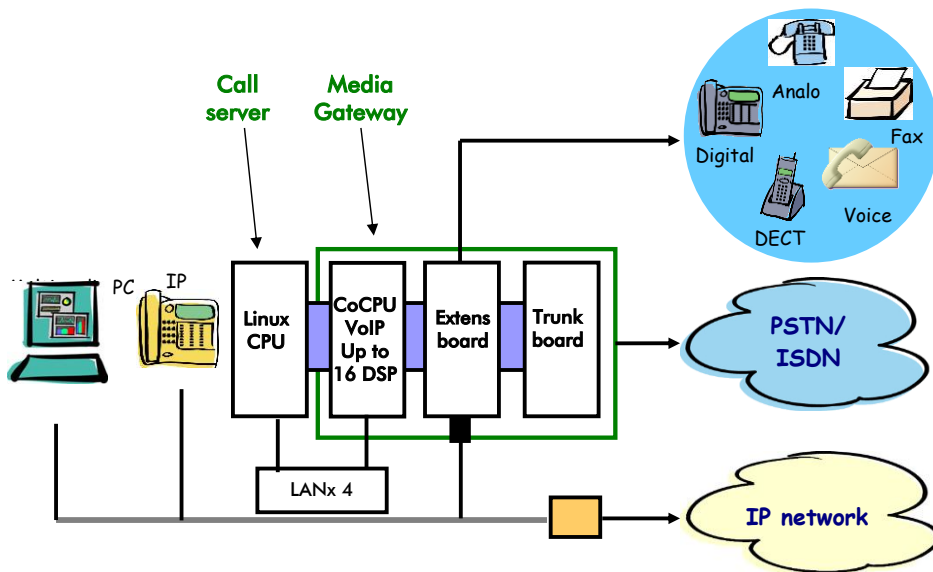 Analo
Fax
Digital
Voice
DECT
Call
server
Media
Gateway
PC
IP
Linux
CPU
CoCPU
VoIP
Up to
16 DSP
Extens
board
Trunk
board
PSTN/
ISDN
LANx 4
IP network